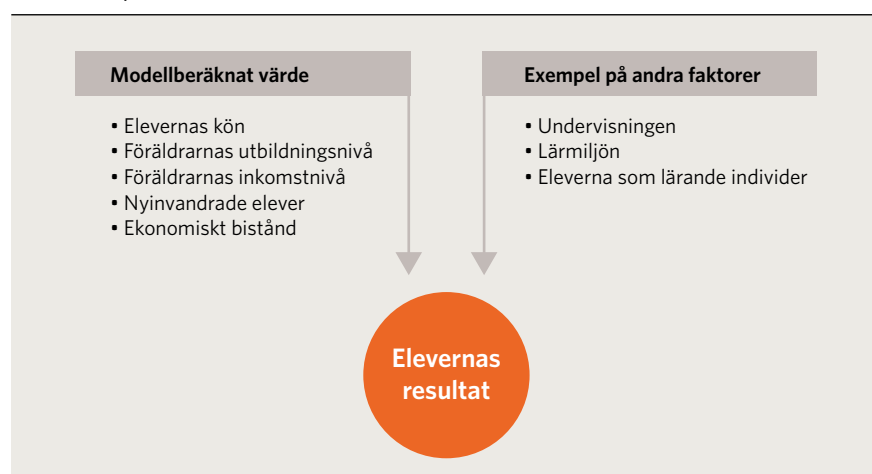 Modellberäknat värde
• Elevernas kön
• Föräldrarnas utbildningsnivå
• Föräldrarnas inkomstnivå
• Nyinvandrade elever
• Ekonomiskt bistånd
Exempel på andra faktorer
• Undervisningen
• Lärmiljön
• Eleverna som lärande individer
Elevernas
resultat